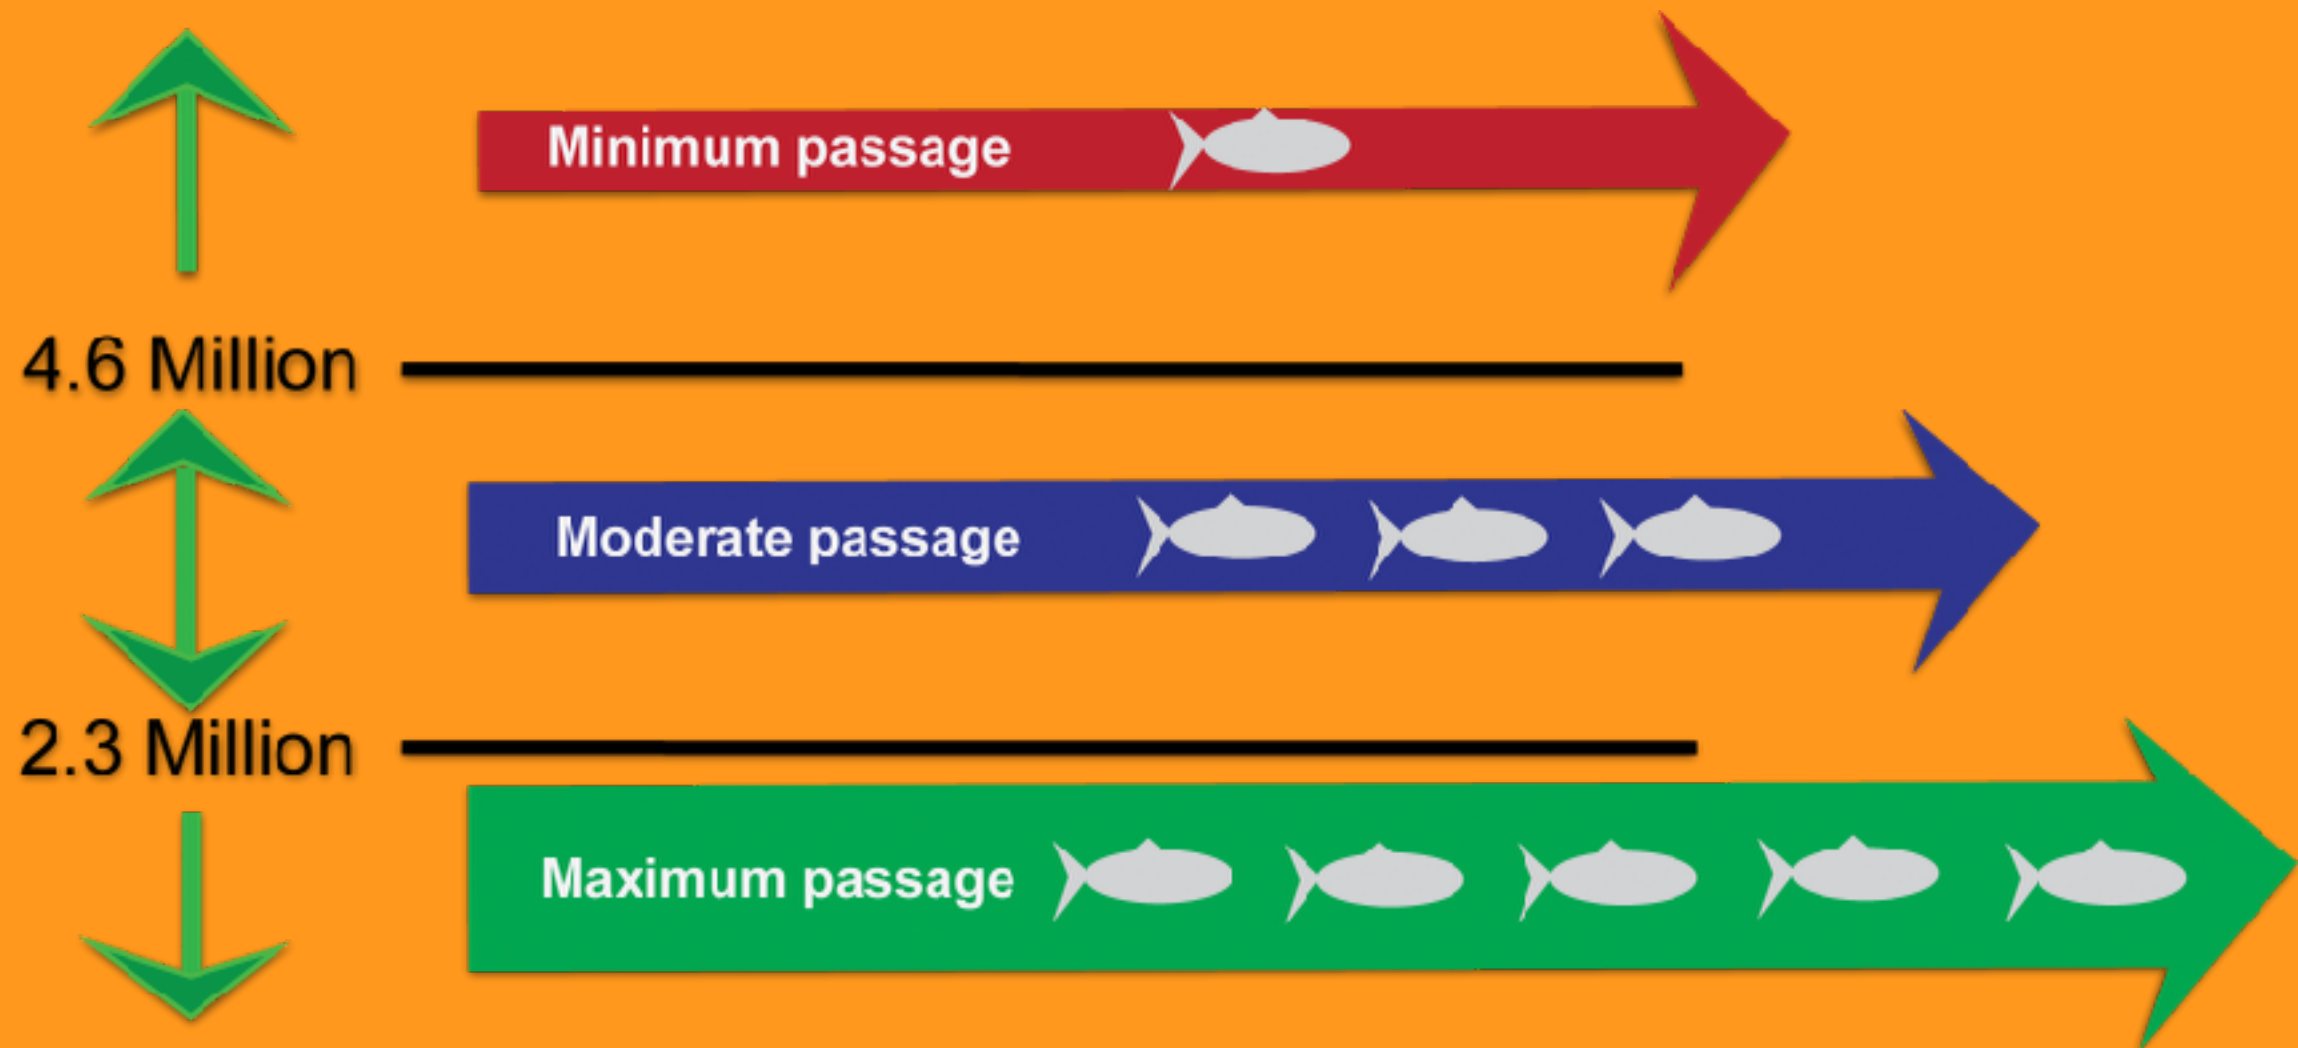 Minimum passage
4.6 Million
Moderate passage
2.3 Million
Maximum passage